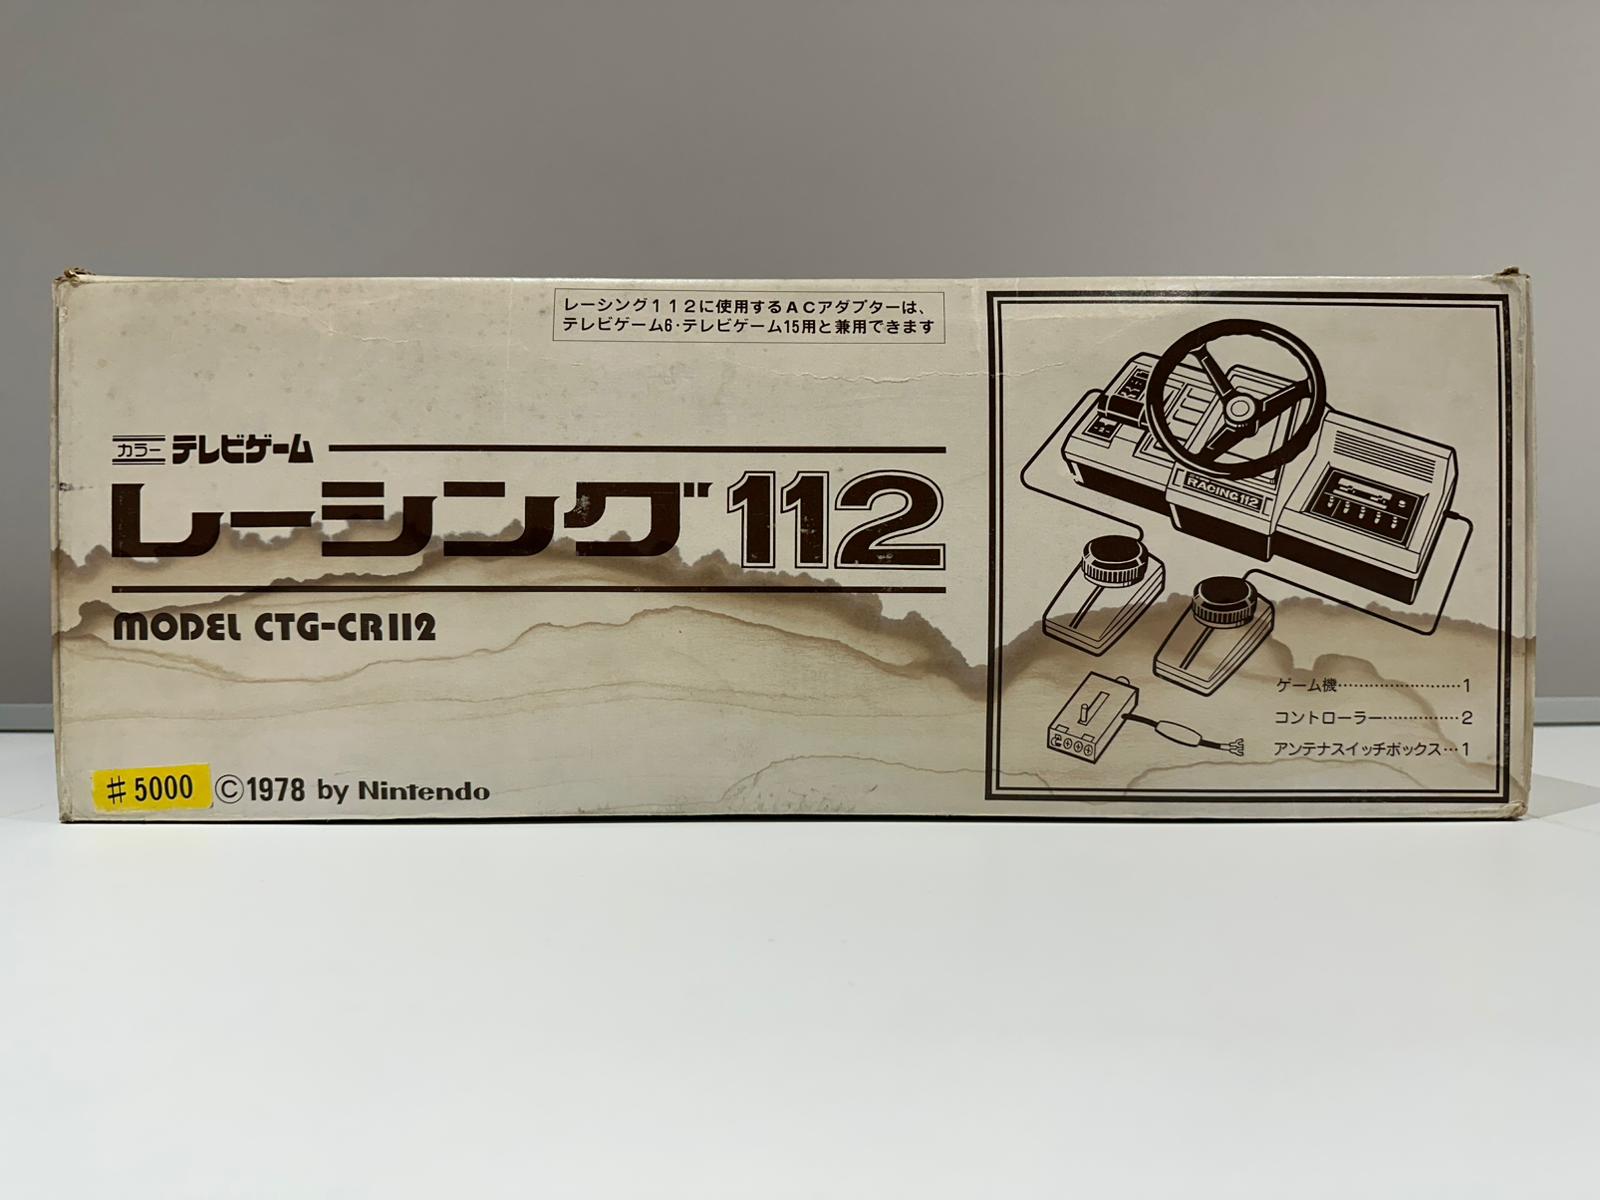 レーシング112に使用するACアダプターは、
テレビゲーム6・テレビゲーム15用と兼用できます
カラー テレビゲーム
レーシング112
MODEL CTG-CR112
#5000 ©1978 by Nintendo
RACING 112
ゲーム機……………………1
コントローラー……………2
アンテナスイッチボックス…1